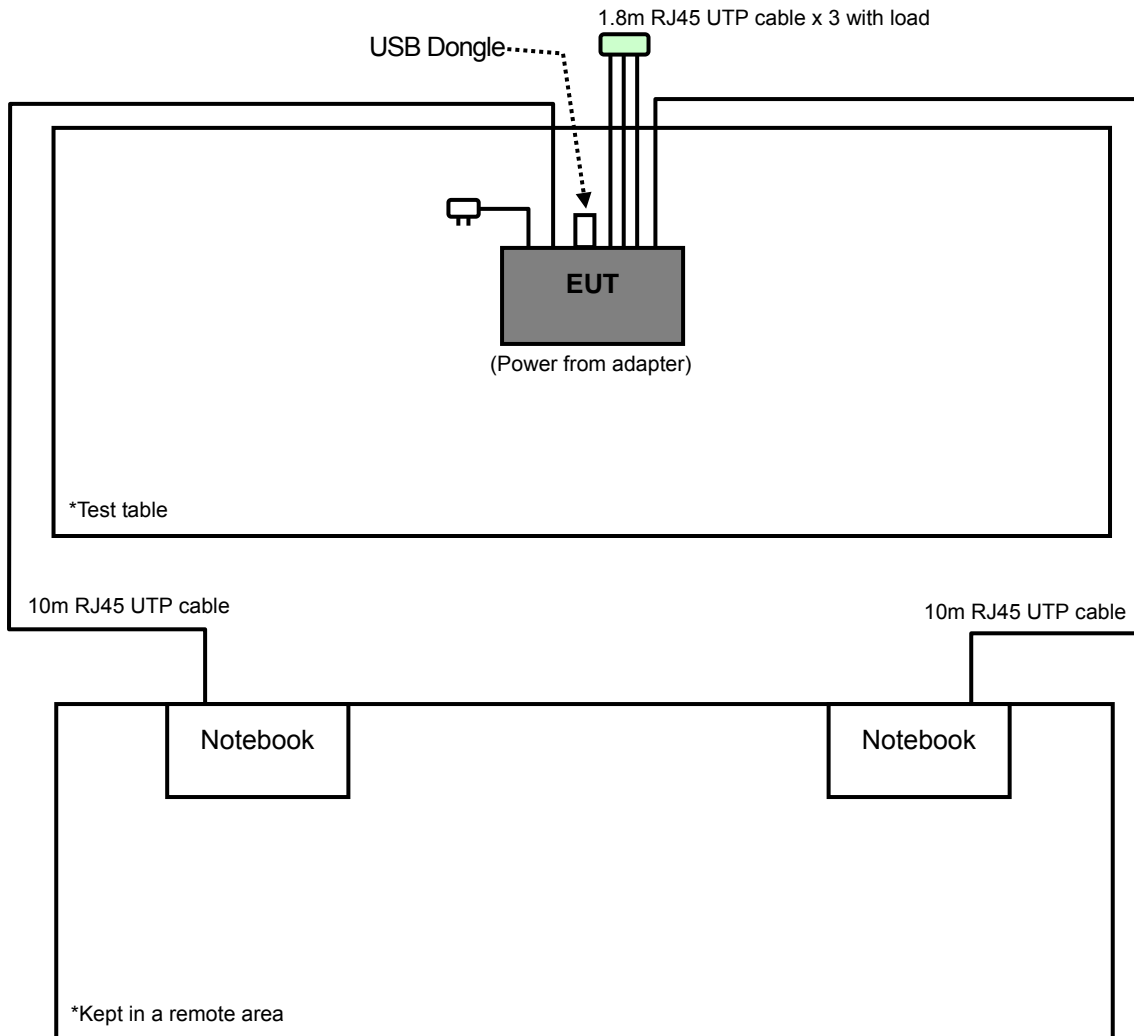 1.8m RJ45 UTP cable x 3 with load
USB Dongle
EUT
(Power from adapter)
*Test table
10m RJ45 UTP cable
10m RJ45 UTP cable
Notebook
Notebook
*Kept in a remote area